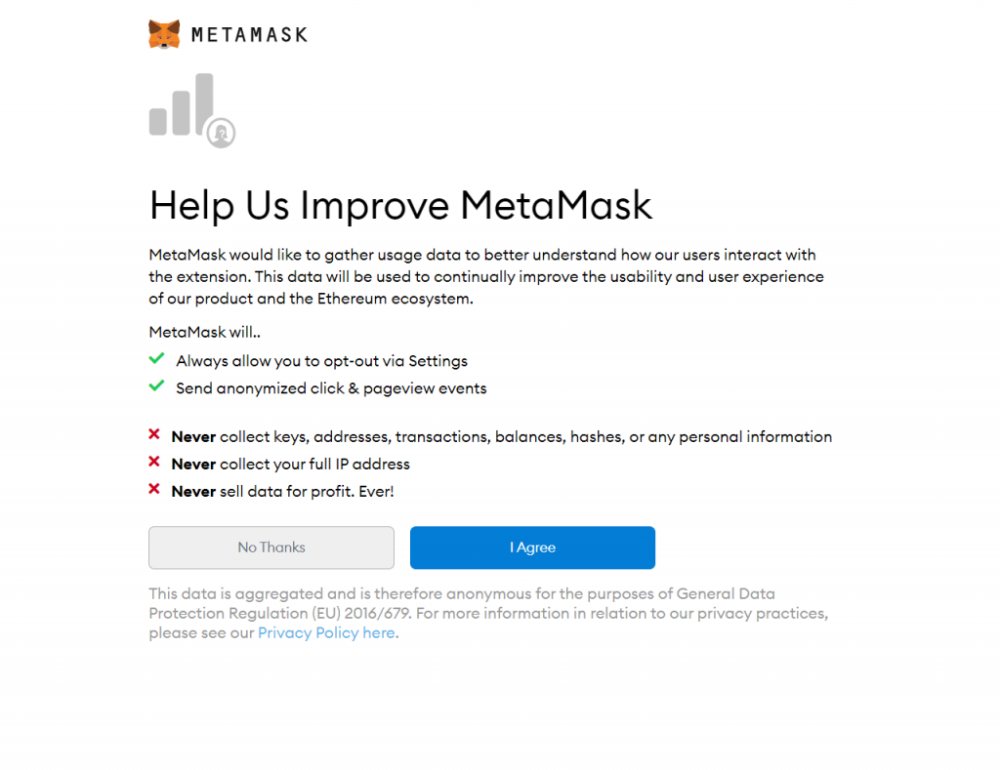 METAMASK
?
Help Us Improve MetaMask
MetaMask would like to gather usage data to better understand how our users interact with
the extension. This data will be used to continually improve the usability and user experience
of our product and the Ethereum ecosystem.
MetaMask will..
Always allow you to opt-out via Settings
Send anonymized click & pageview events
Never collect keys, addresses, transactions, balances, hashes, or any personal information
Never collect your full IP address
Never sell data for profit. Ever!
No Thanks
I Agree
This data is aggregated and is therefore anonymous for the purposes of General Data
Protection Regulation (EU) 2016/679. For more information in relation to our privacy practices,
please see our Privacy Policy here.